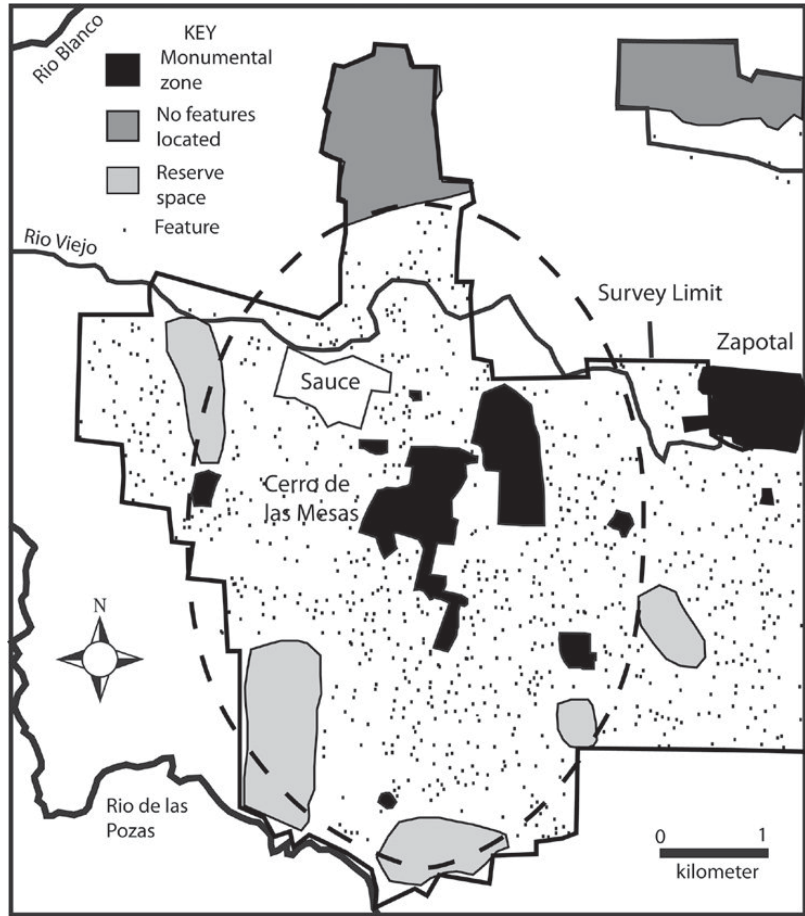 Rio Blanco
KEY
Monumental
zone
No features
located
Reserve
space
Feature
Rio Viejo
Survey Limit
Zapotal
Sauce
Cerro de
las Mesas
N
Rio de las
Pozas
0 1
kilometer